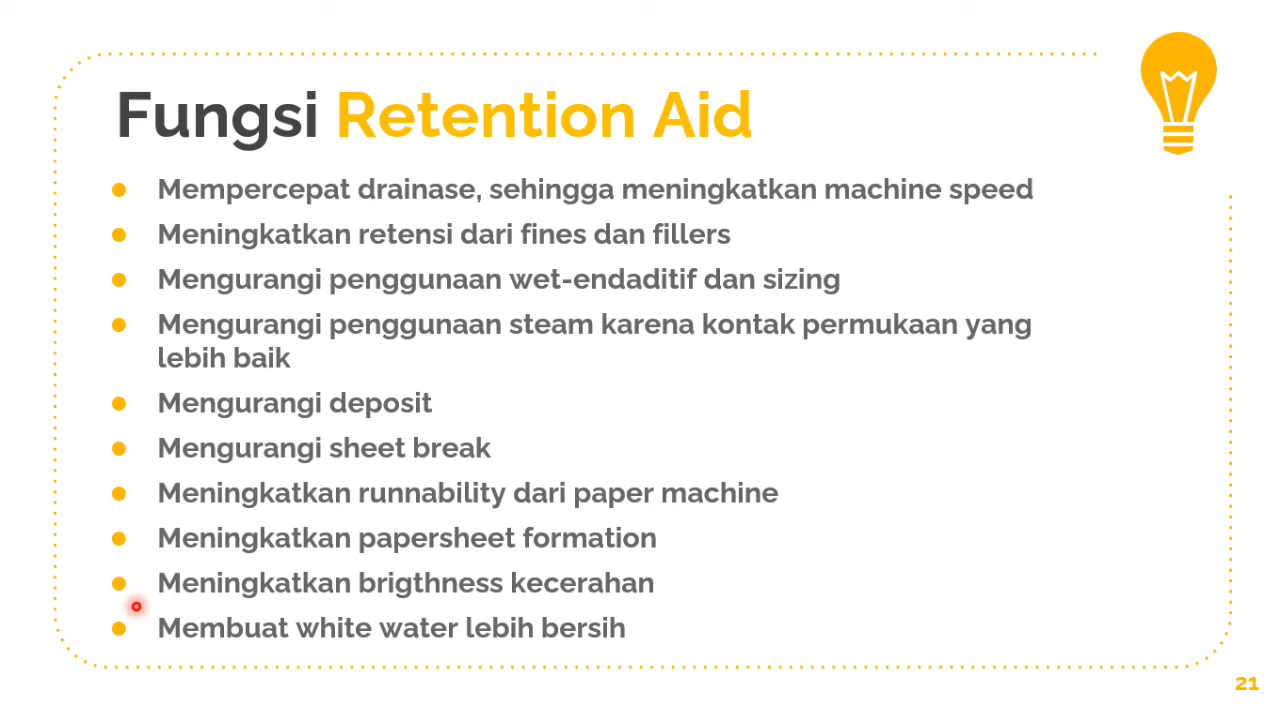 Fungsi Retention Aid
Mempercepat drainase, sehingga meningkatkan machine speed
Meningkatkan retensi dari fines dan fillers
Mengurangi penggunaan wet-endaditif dan sizing
Mengurangi penggunaan steam karena kontak permukaan yang
lebih baik
Mengurangi deposit
Mengurangi sheet break
Meningkatkan runnability dari paper machine
Meningkatkan papersheet formation
Meningkatkan brigthness kecerahan
Membuat white water lebih bersih
21